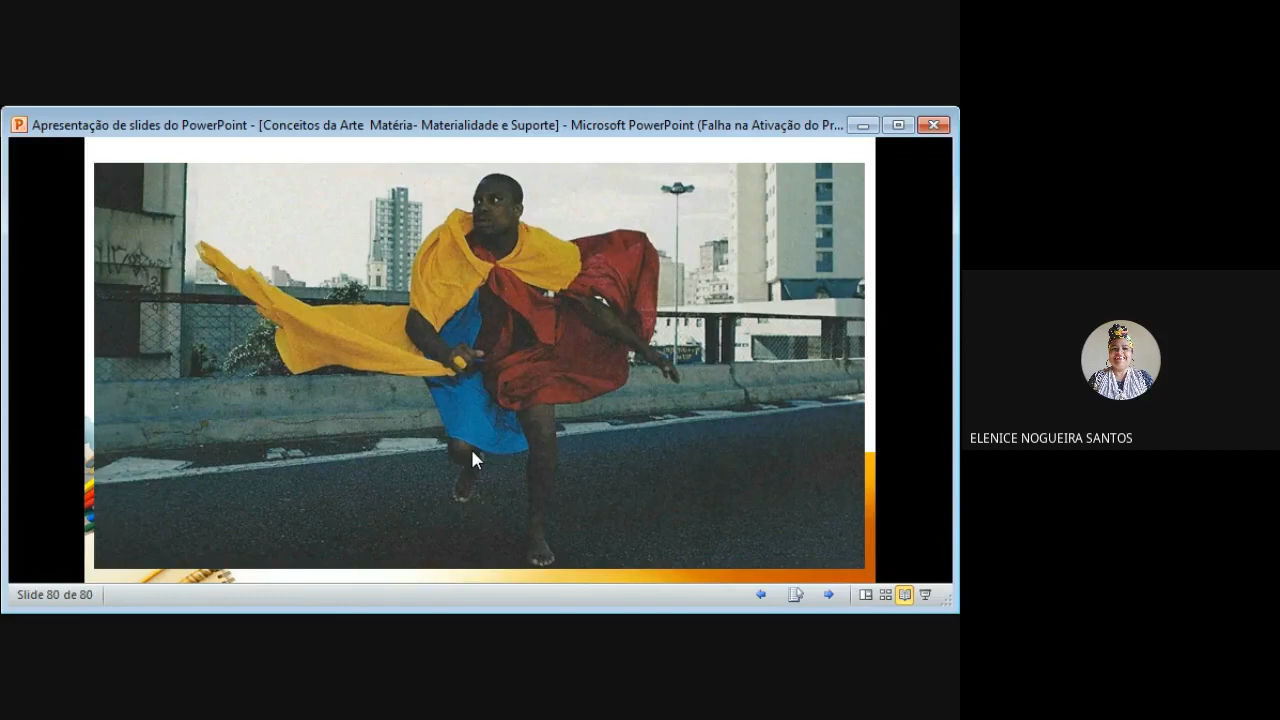 Apresentação de slides do PowerPoint - [Conceitos da Arte Matéria- Materialidade e Suporte] - Microsoft PowerPoint (Falha na Ativação do Pr...
ELENICE NOGUEIRA SANTOS
Slide 80 de 80